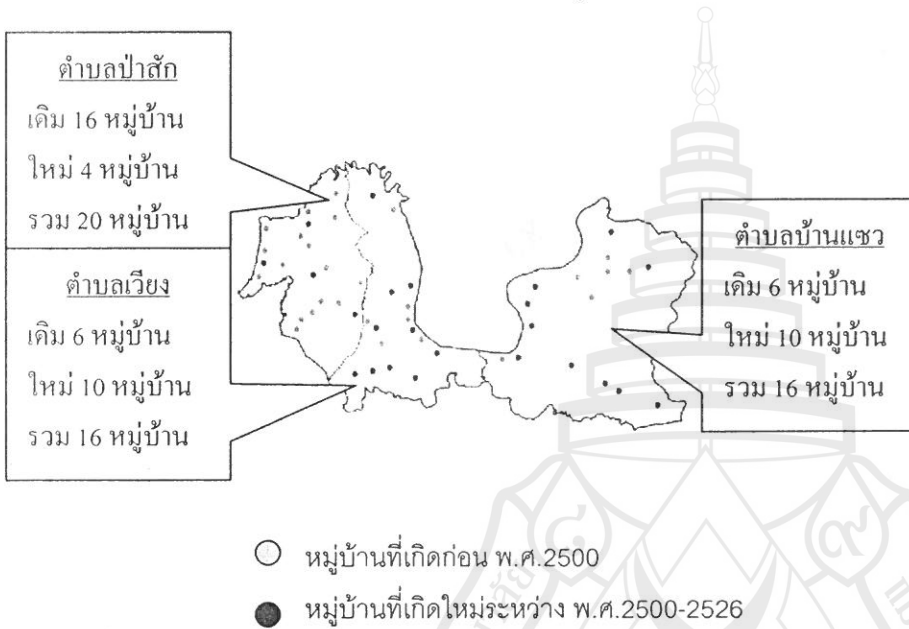 ตำบลป่าสัก
เดิม 16 หมู่บ้าน
ใหม่ 4 หมู่บ้าน
รวม 20 หมู่บ้าน
ตำบลเวียง
เดิม 6 หมู่บ้าน
ใหม่ 10 หมู่บ้าน
รวม 16 หมู่บ้าน
ตำบลบ้านแซว
เดิม 6 หมู่บ้าน
ใหม่ 10 หมู่บ้าน
รวม 16 หมู่บ้าน
หมู่บ้านที่เกิดก่อน พ.ศ.2500
หมู่บ้านที่เกิดใหม่ระหว่าง พ.ศ.2500-2526